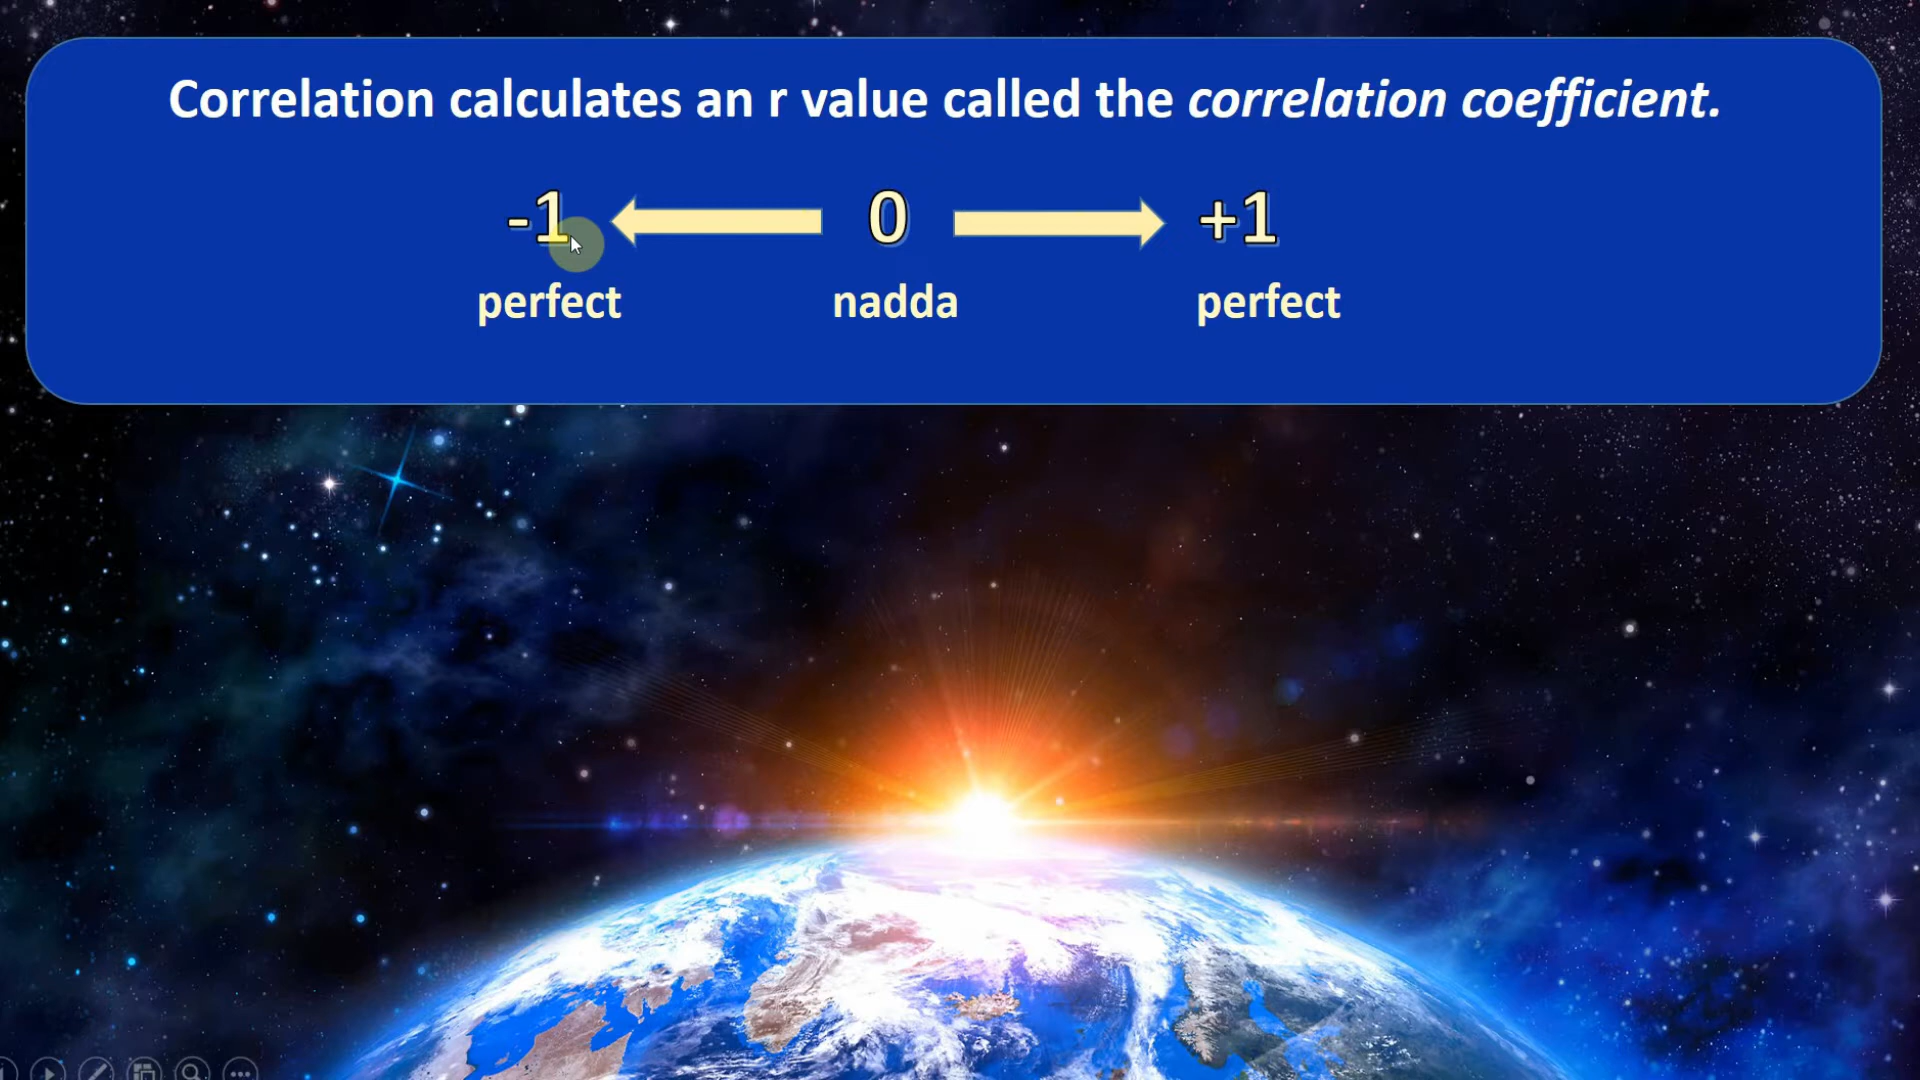 Correlation calculates an r value called the correlation coefficient.
-1 0 +1
perfect nadda perfect